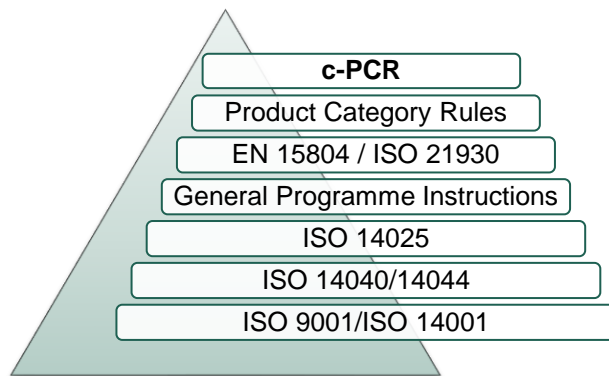 c-PCR
Product Category Rules
EN 15804 / ISO 21930
General Programme Instructions
ISO 14025
ISO 14040/14044
ISO 9001/ISO 14001